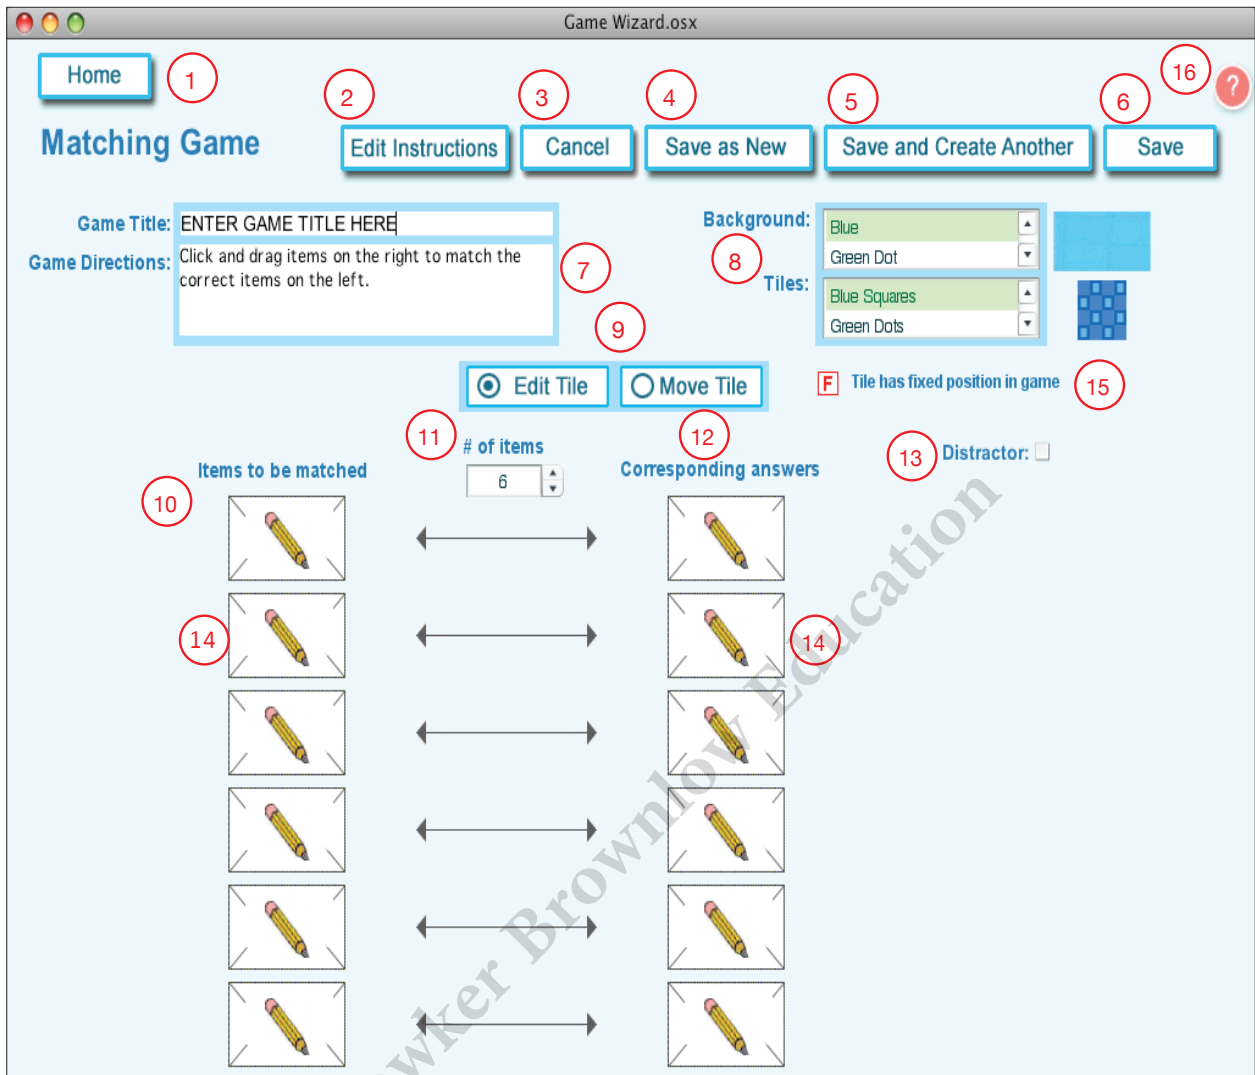 Game Wizard.osx
Home
1
2
3
4
5
6
16
?
Matching Game
Edit Instructions
Cancel
Save as New
Save and Create Another
Save
Game Title:
ENTER GAME TITLE HERE
Game Directions:
Click and drag items on the right to match the
correct items on the left.
7
Background:
Blue
Green Dot
8
Tiles:
Blue Squares
Green Dots
9
Edit Tile
Move Tile
F
Tile has fixed position in game
15
11
# of items
6
12
13
Distractor:
Items to be matched
Corresponding answers
10
14
14
wker Brownlow Education